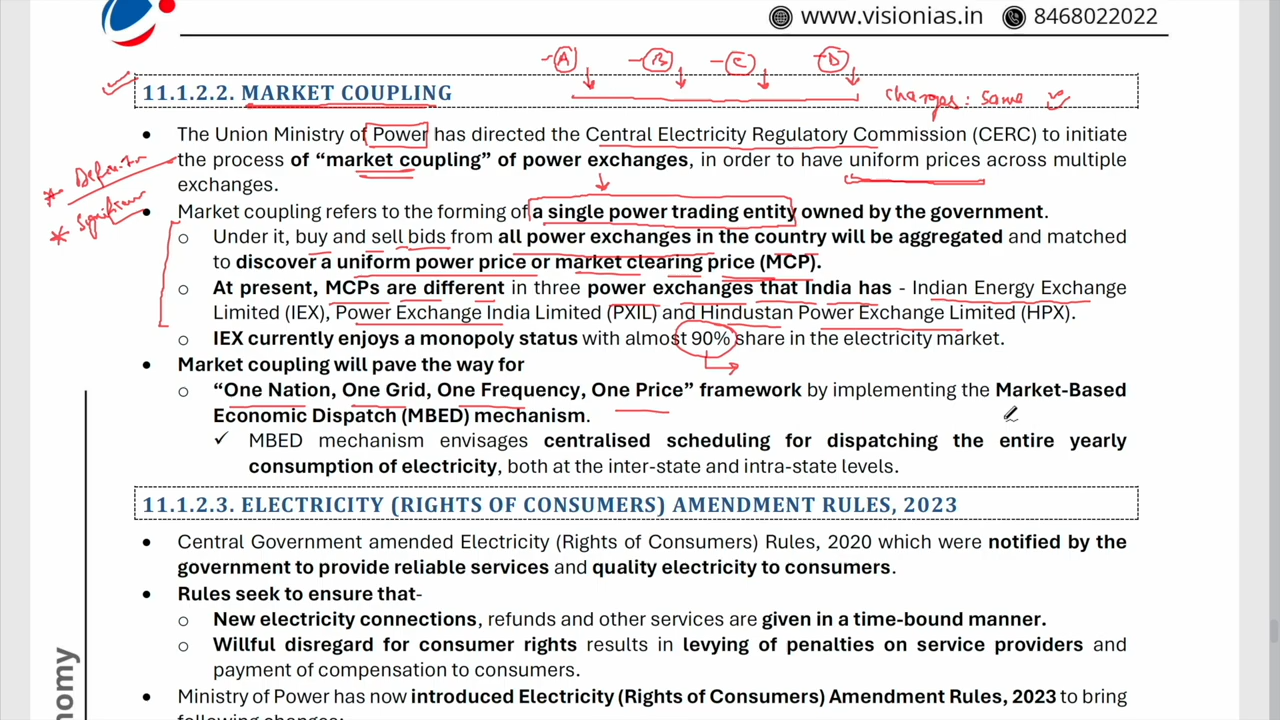 www.visionias.in 8468022022
A B C D
charges: same
11.1.2.2. MARKET COUPLING
• The Union Ministry of Power has directed the Central Electricity Regulatory Commission (CERC) to initiate
the process of “market coupling” of power exchanges, in order to have uniform prices across multiple
exchanges.
• Market coupling refers to the forming of a single power trading entity owned by the government.
o Under it, buy and sell bids from all power exchanges in the country will be aggregated and matched
to discover a uniform power price or market clearing price (MCP).
o At present, MCPs are different in three power exchanges that India has - Indian Energy Exchange
Limited (IEX), Power Exchange India Limited (PXIL) and Hindustan Power Exchange Limited (HPX).
o IEX currently enjoys a monopoly status with almost 90% share in the electricity market.
• Market coupling will pave the way for
o “One Nation, One Grid, One Frequency, One Price” framework by implementing the Market-Based
Economic Dispatch (MBED) mechanism.
✓ MBED mechanism envisages centralised scheduling for dispatching the entire yearly
consumption of electricity, both at the inter-state and intra-state levels.
11.1.2.3. ELECTRICITY (RIGHTS OF CONSUMERS) AMENDMENT RULES, 2023
• Central Government amended Electricity (Rights of Consumers) Rules, 2020 which were notified by the
government to provide reliable services and quality electricity to consumers.
• Rules seek to ensure that-
o New electricity connections, refunds and other services are given in a time-bound manner.
o Willful disregard for consumer rights results in levying of penalties on service providers and
payment of compensation to consumers.
• Ministry of Power has now introduced Electricity (Rights of Consumers) Amendment Rules, 2023 to bring
following changes: